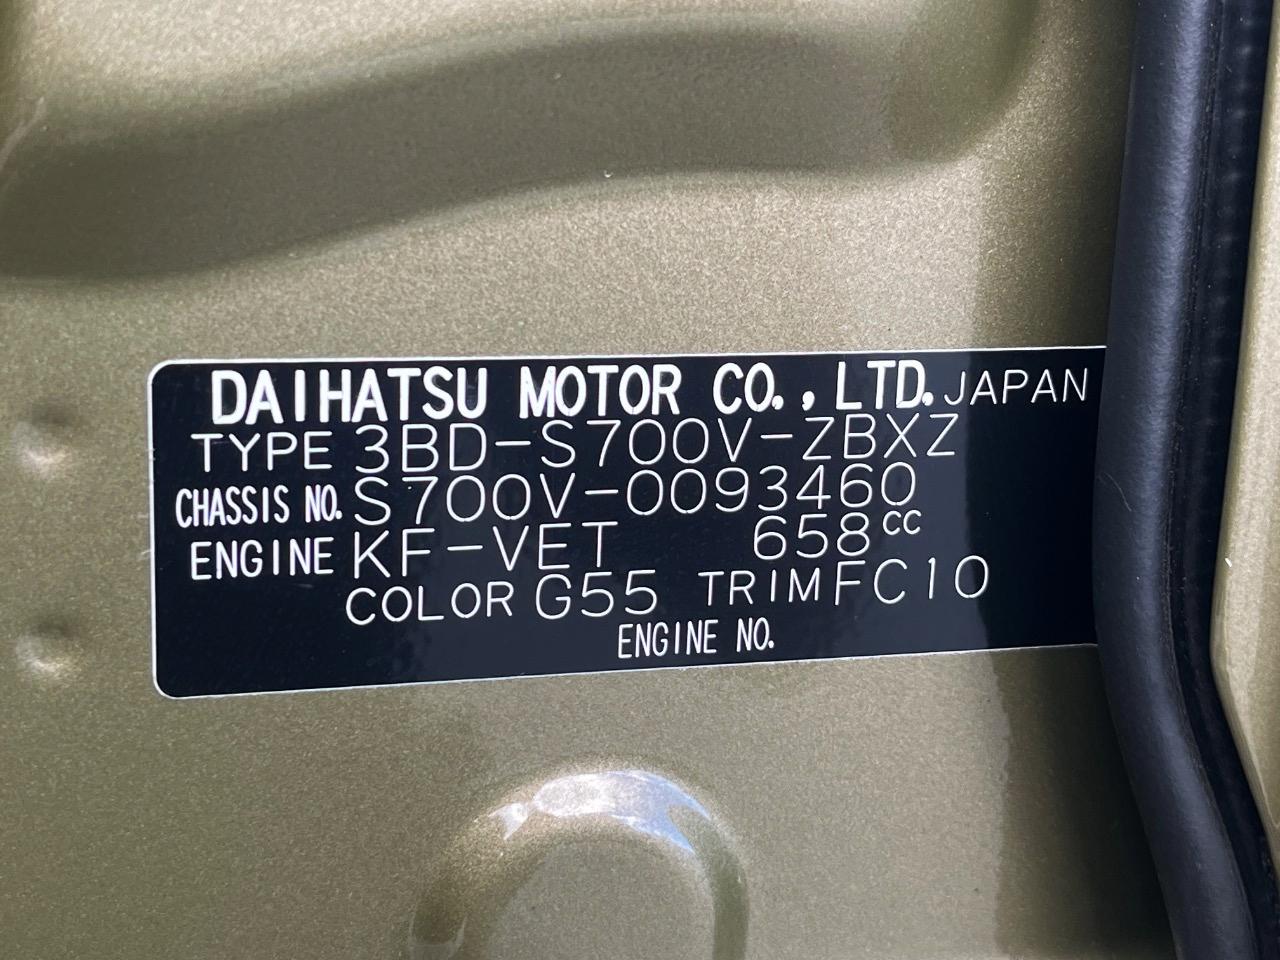 DAIHATSU MOTOR CO., LTD. JAPAN
TYPE 3BD-S700V-ZBXZ
CHASSIS NO. S700V-0093460
ENGINE KF-VET 658cc
COLOR G55 TRIM FC10
ENGINE NO.